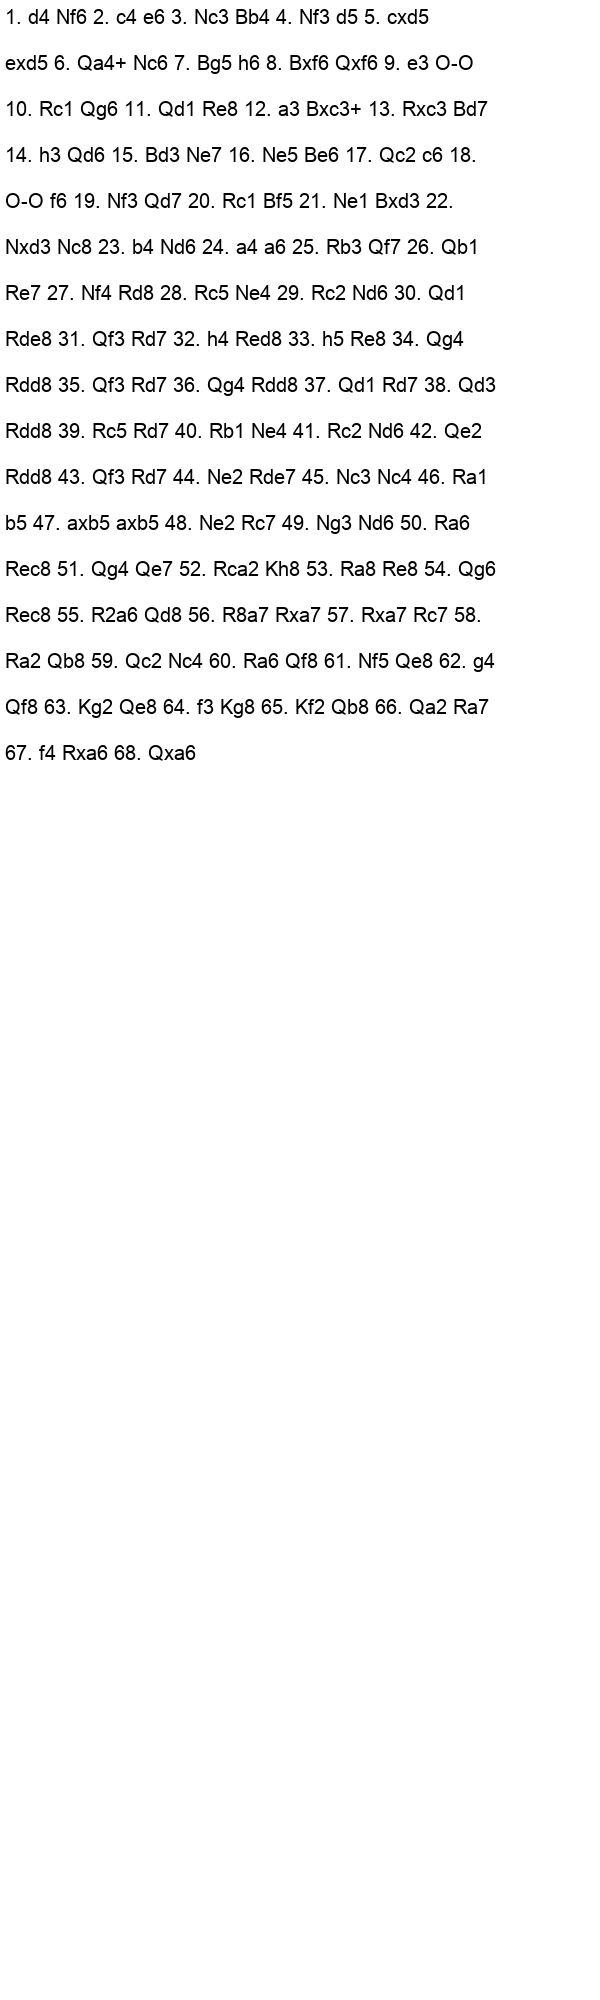 1. d4 Nf6 2. c4 e6 3. Nc3 Bb4 4. Nf3 d5 5. cxd5
exd5 6. Qa4+ Nc6 7. Bg5 h6 8. Bxf6 Qxf6 9. e3 O-O
10. Rc1 Qg6 11. Qd1 Re8 12. a3 Bxc3+ 13. Rxc3 Bd7
14. h3 Qd6 15. Bd3 Ne7 16. Ne5 Be6 17. Qc2 c6 18.
O-O f6 19. Nf3 Qd7 20. Rc1 Bf5 21. Ne1 Bxd3 22.
Nxd3 Nc8 23. b4 Nd6 24. a4 a6 25. Rb3 Qf7 26. Qb1
Re7 27. Nf4 Rd8 28. Rc5 Ne4 29. Rc2 Nd6 30. Qd1
Rde8 31. Qf3 Rd7 32. h4 Red8 33. h5 Re8 34. Qg4
Rdd8 35. Qf3 Rd7 36. Qg4 Rdd8 37. Qd1 Rd7 38. Qd3
Rdd8 39. Rc5 Rd7 40. Rb1 Ne4 41. Rc2 Nd6 42. Qe2
Rdd8 43. Qf3 Rd7 44. Ne2 Rde7 45. Nc3 Nc4 46. Ra1
b5 47. axb5 axb5 48. Ne2 Rc7 49. Ng3 Nd6 50. Ra6
Rec8 51. Qg4 Qe7 52. Rca2 Kh8 53. Ra8 Re8 54. Qg6
Rec8 55. R2a6 Qd8 56. R8a7 Rxa7 57. Rxa7 Rc7 58.
Ra2 Qb8 59. Qc2 Nc4 60. Ra6 Qf8 61. Nf5 Qe8 62. g4
Qf8 63. Kg2 Qe8 64. f3 Kg8 65. Kf2 Qb8 66. Qa2 Ra7
67. f4 Rxa6 68. Qxa6